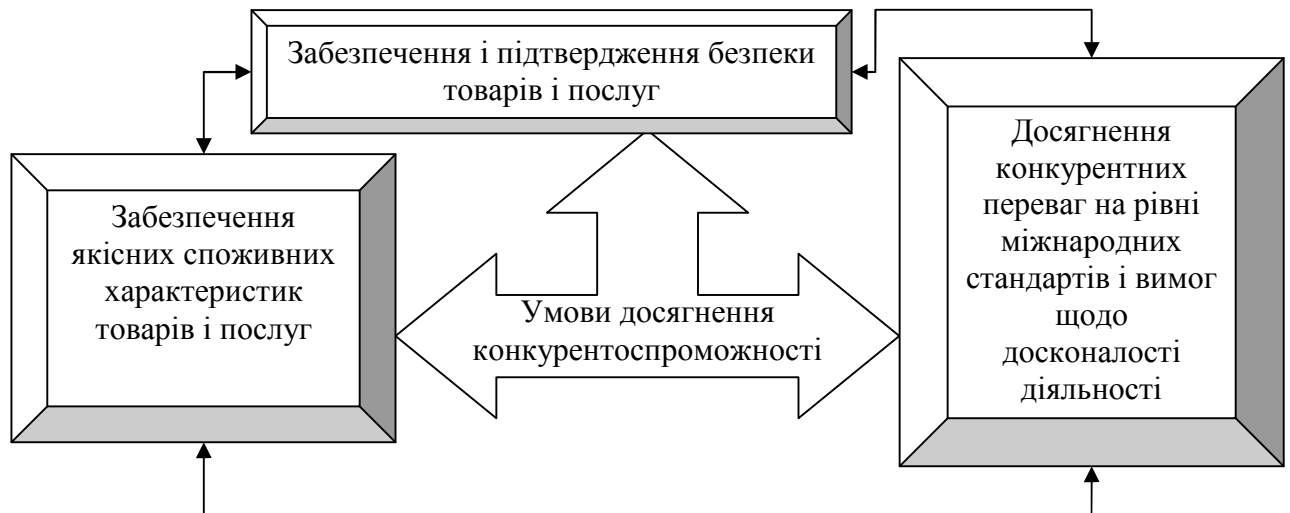 Забезпечення і підтвердження безпеки
товарів і послуг
Забезпечення
якісних споживних
характеристик
товарів і послуг
Умови досягнення
конкурентоспроможності
Досягнення
конкурентних
переваг на рівні
міжнародних
стандартів і вимог
щодо
досконалості
діяльності